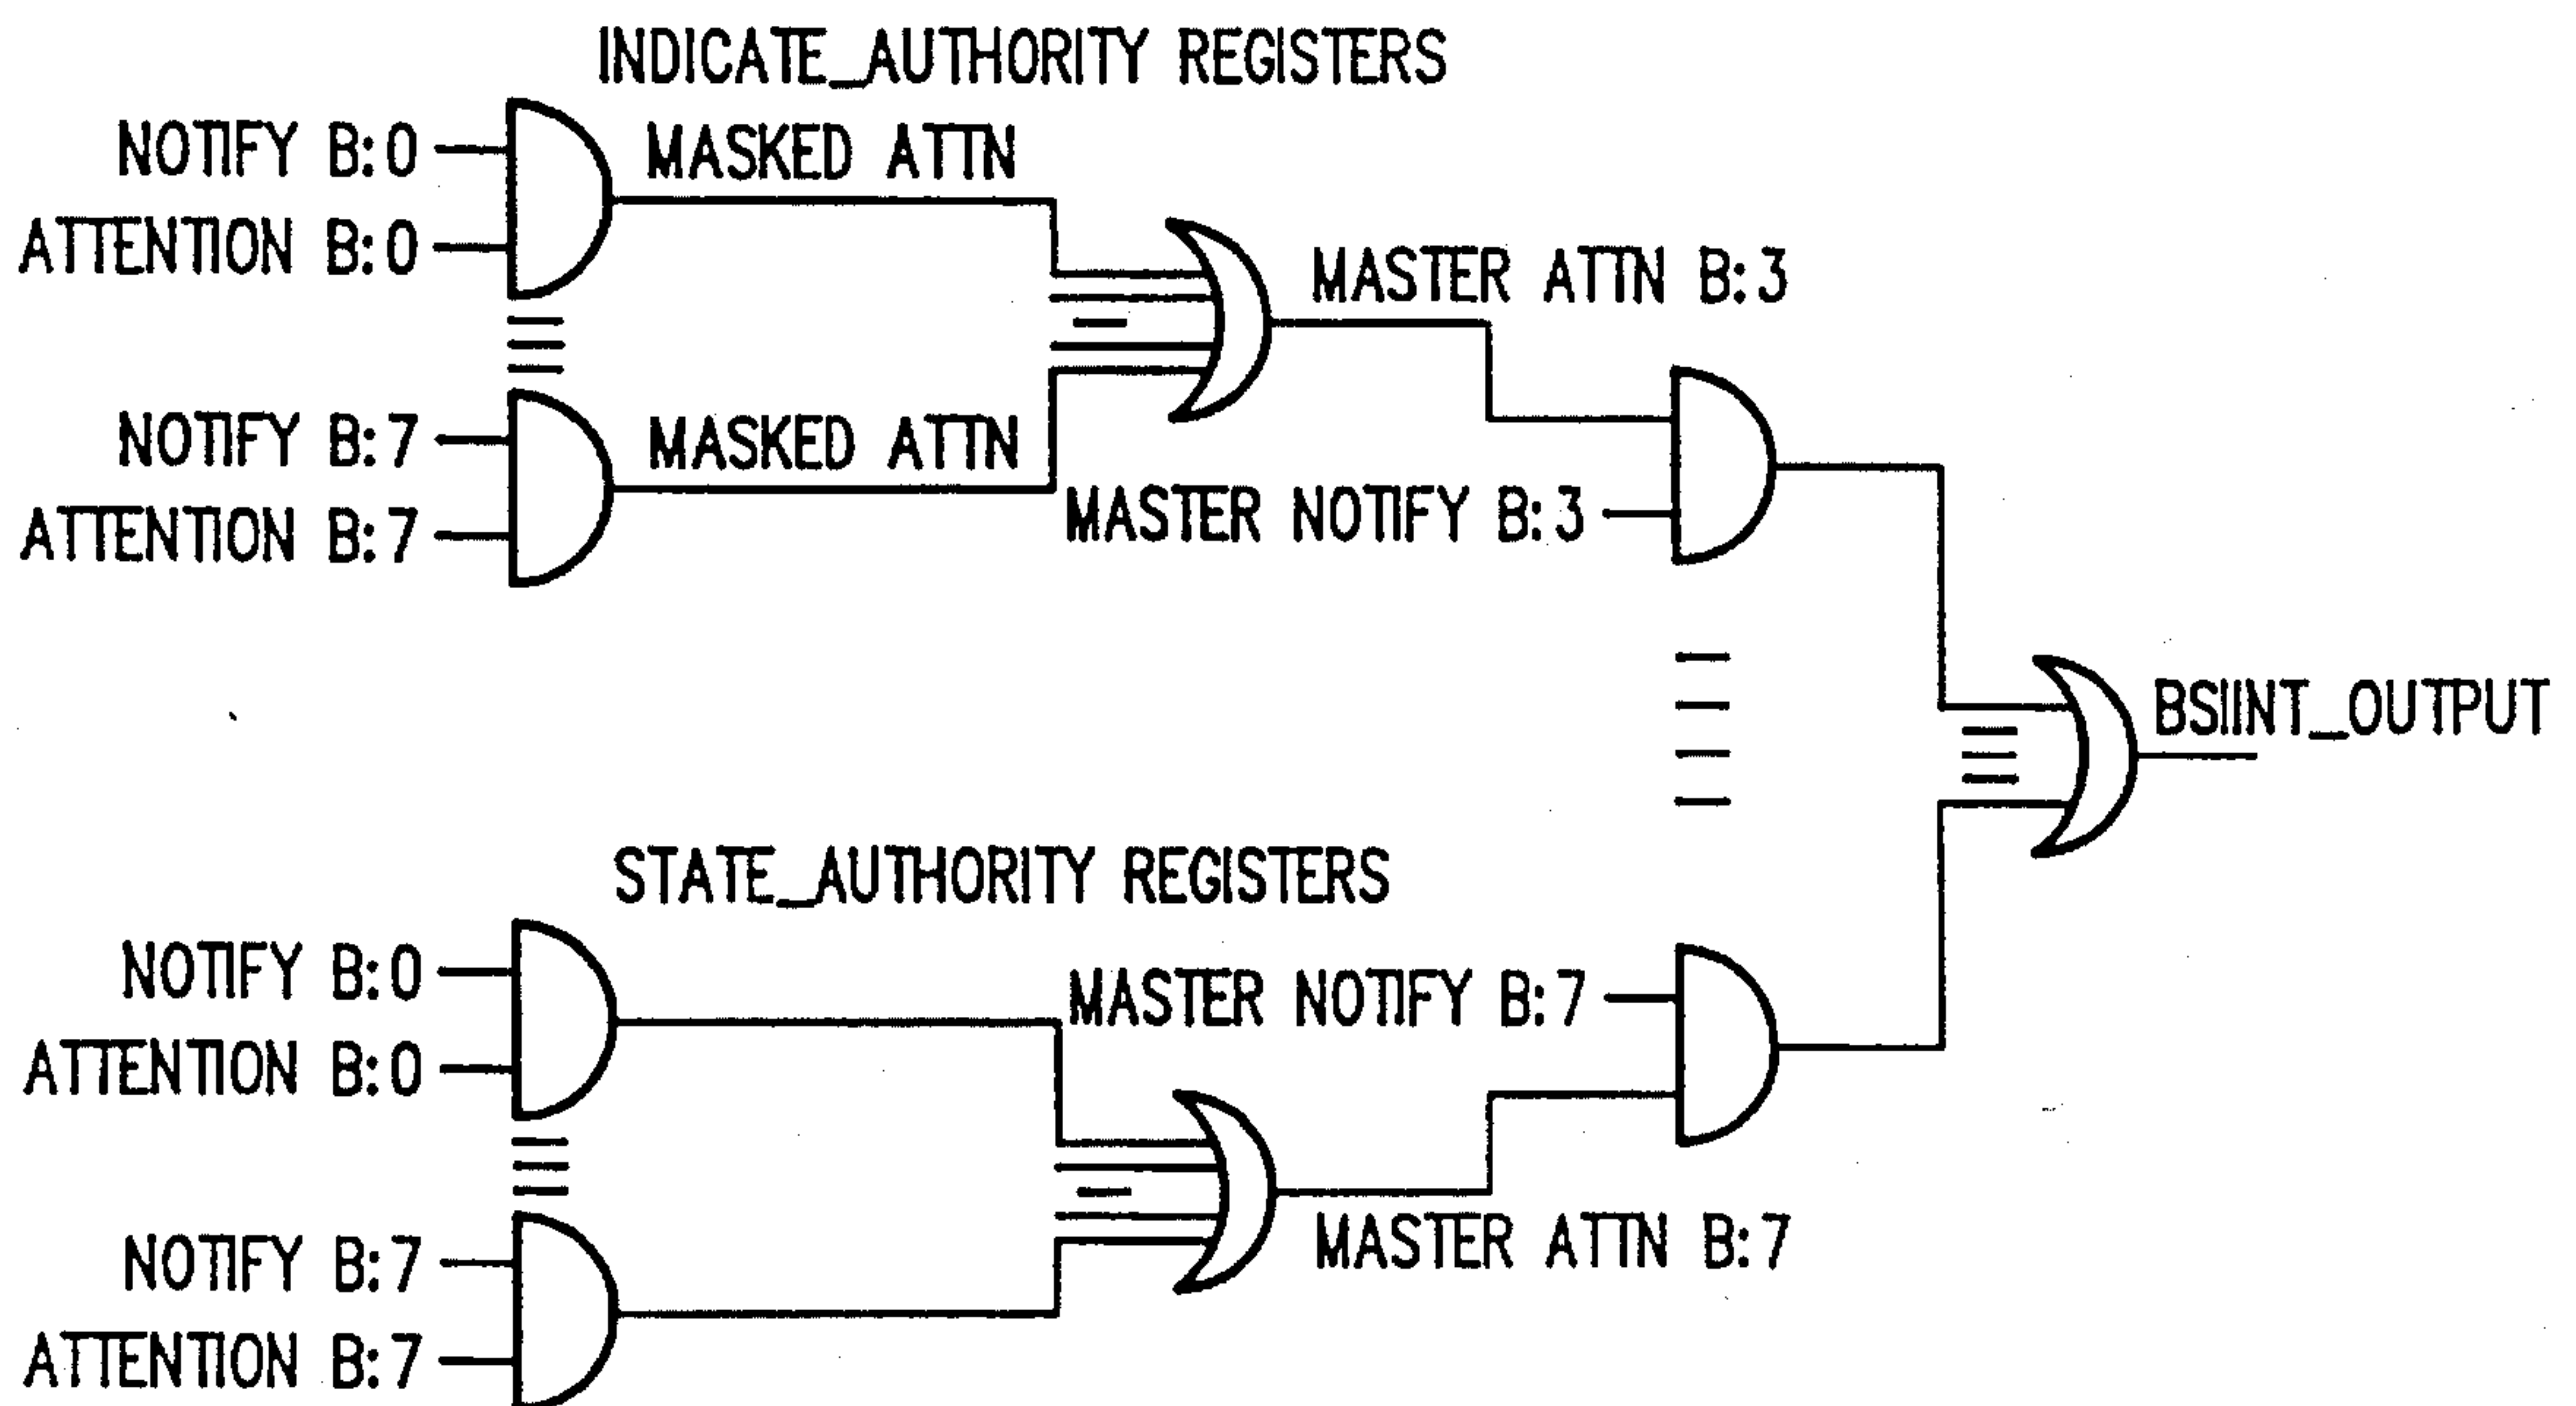 INDICATE_AUTHORITY REGISTERS
NOTIFY B:0
MASKED ATTN
ATTENTION B:0
MASTER ATTN B:3
NOTIFY B:7
MASKED ATTN
ATTENTION B:7
MASTER NOTIFY B:3
BSIINT_OUTPUT
STATE_AUTHORITY REGISTERS
NOTIFY B:0
MASTER NOTIFY B:7
ATTENTION B:0
NOTIFY B:7
MASTER ATTN B:7
ATTENTION B:7